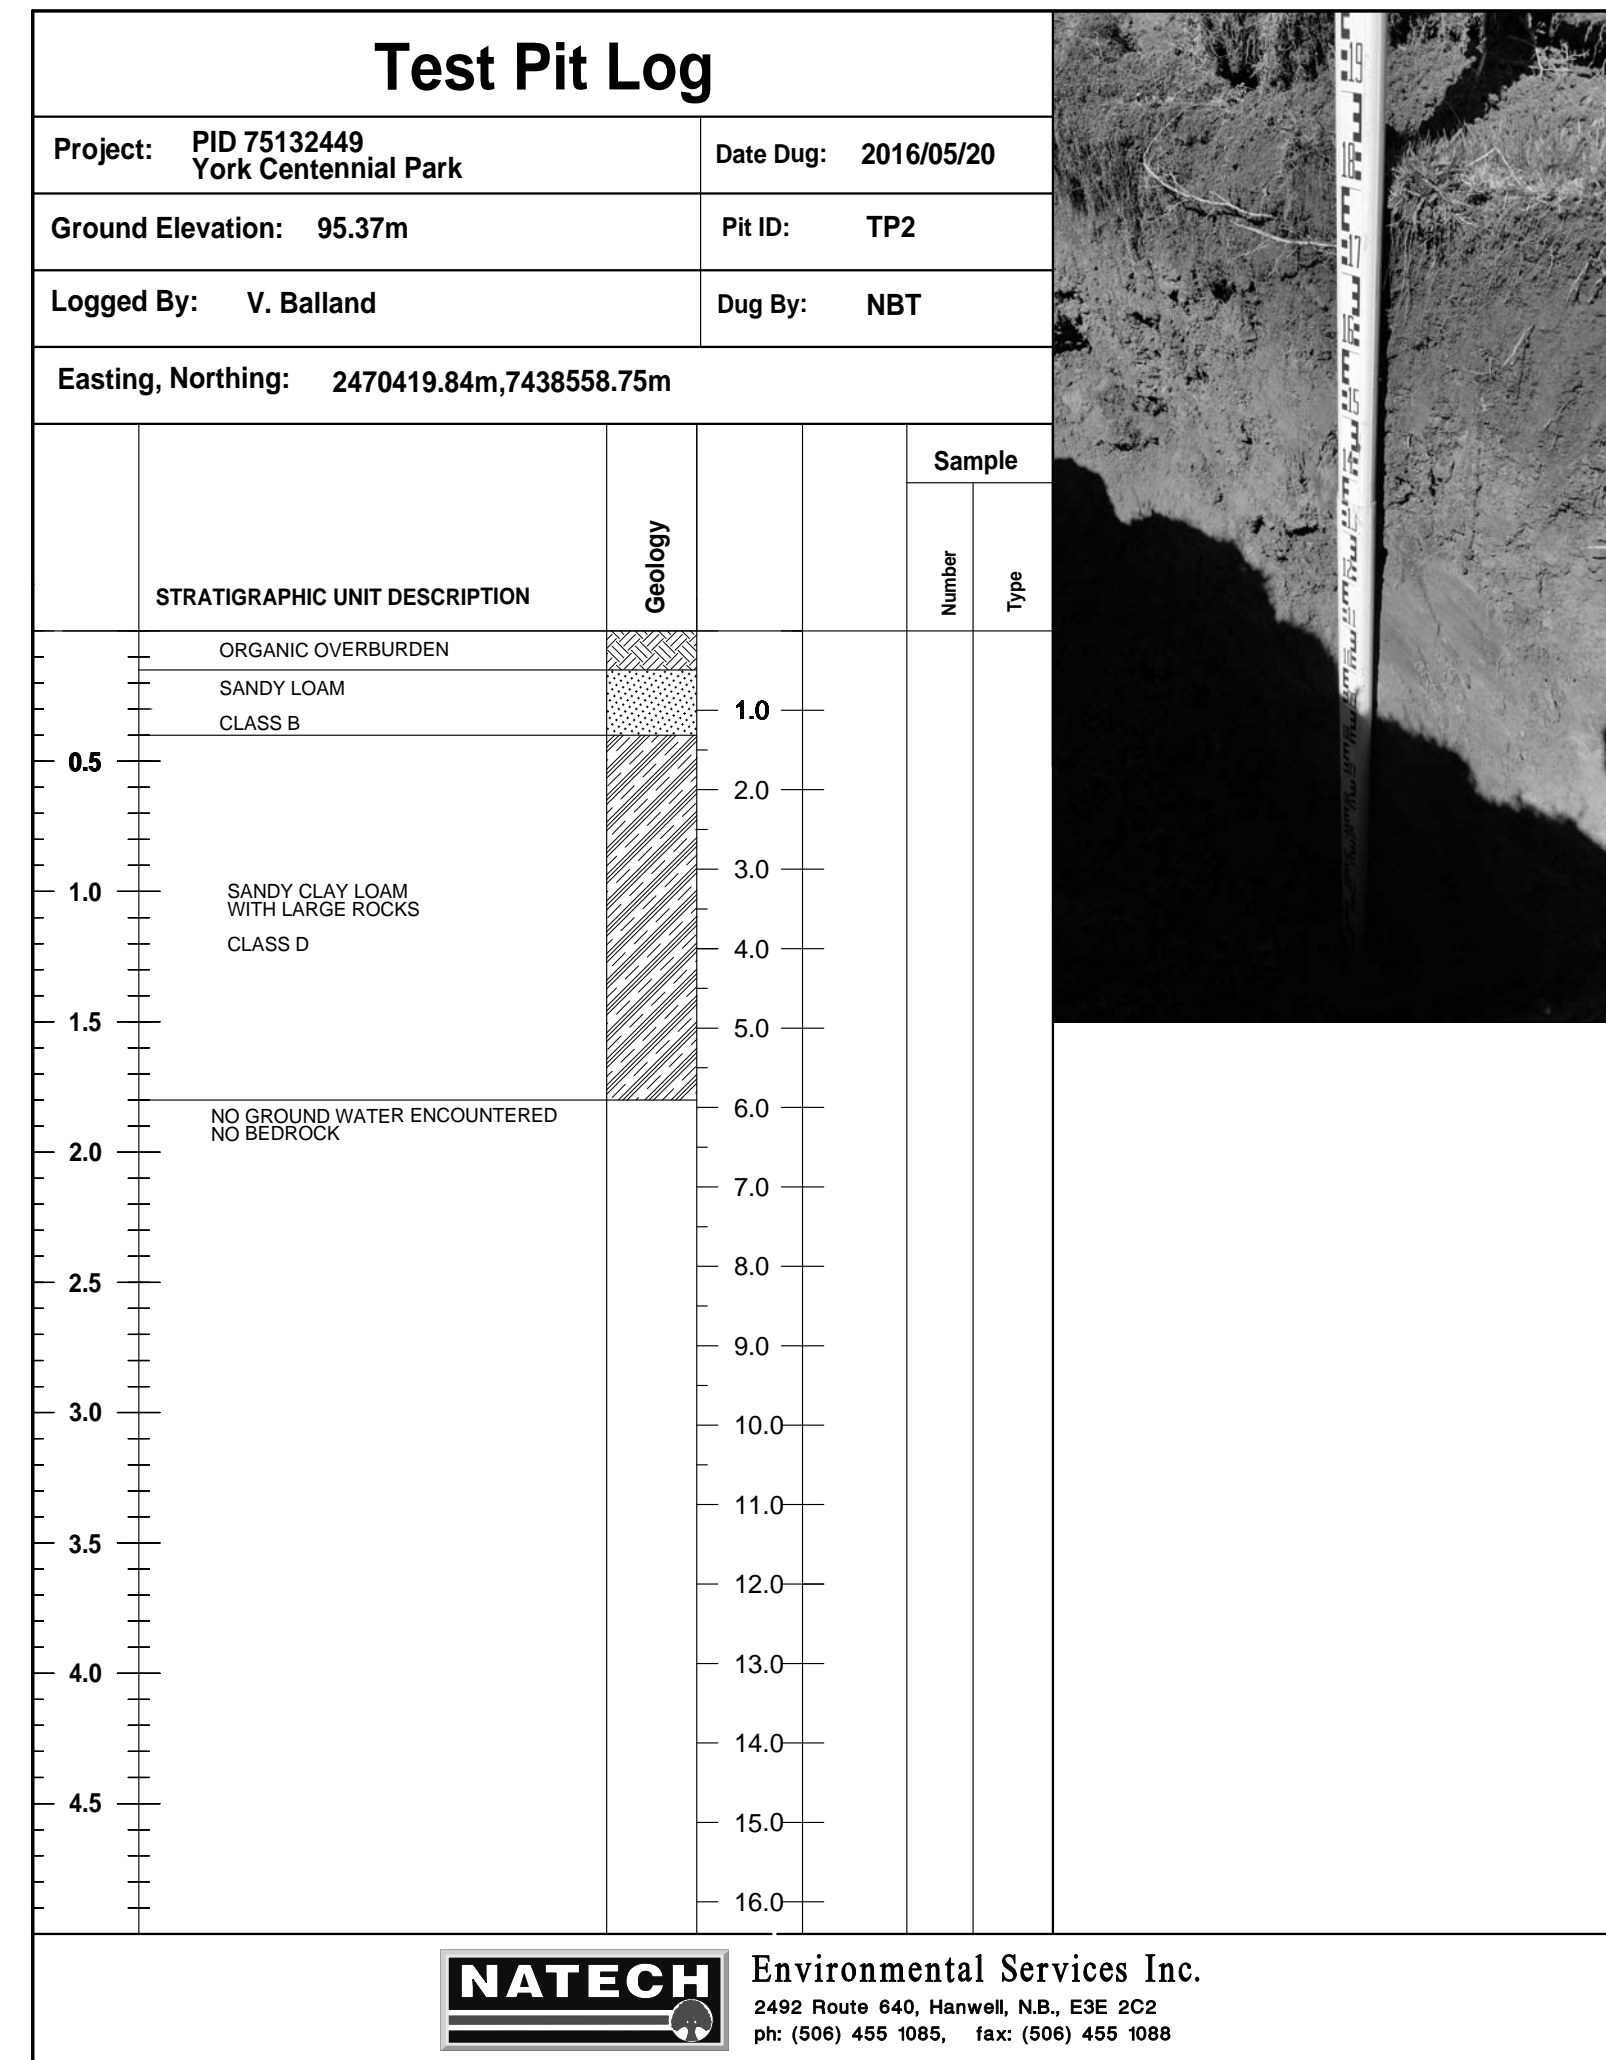 Test Pit Log
Project: PID 75132449
York Centennial Park
Date Dug: 2016/05/20
Ground Elevation: 95.37m
Pit ID: TP2
Logged By: V. Balland
Dug By: NBT
Easting, Northing: 2470419.84m,7438558.75m
STRATIGRAPHIC UNIT DESCRIPTION
Geology
Sample
Number
Type
ORGANIC OVERBURDEN
SANDY LOAM
CLASS B
SANDY CLAY LOAM
WITH LARGE ROCKS
CLASS D
NO GROUND WATER ENCOUNTERED
NO BEDROCK
0.5
1.0
1.5
2.0
2.5
3.0
3.5
4.0
4.5
1.0
2.0
3.0
4.0
5.0
6.0
7.0
8.0
9.0
10.0
11.0
12.0
13.0
14.0
15.0
16.0
19
18
17
16
15
14
NATECH
Environmental Services Inc.
2492 Route 640, Hanwell, N.B., E3E 2C2
ph: (506) 455 1085, fax: (506) 455 1088